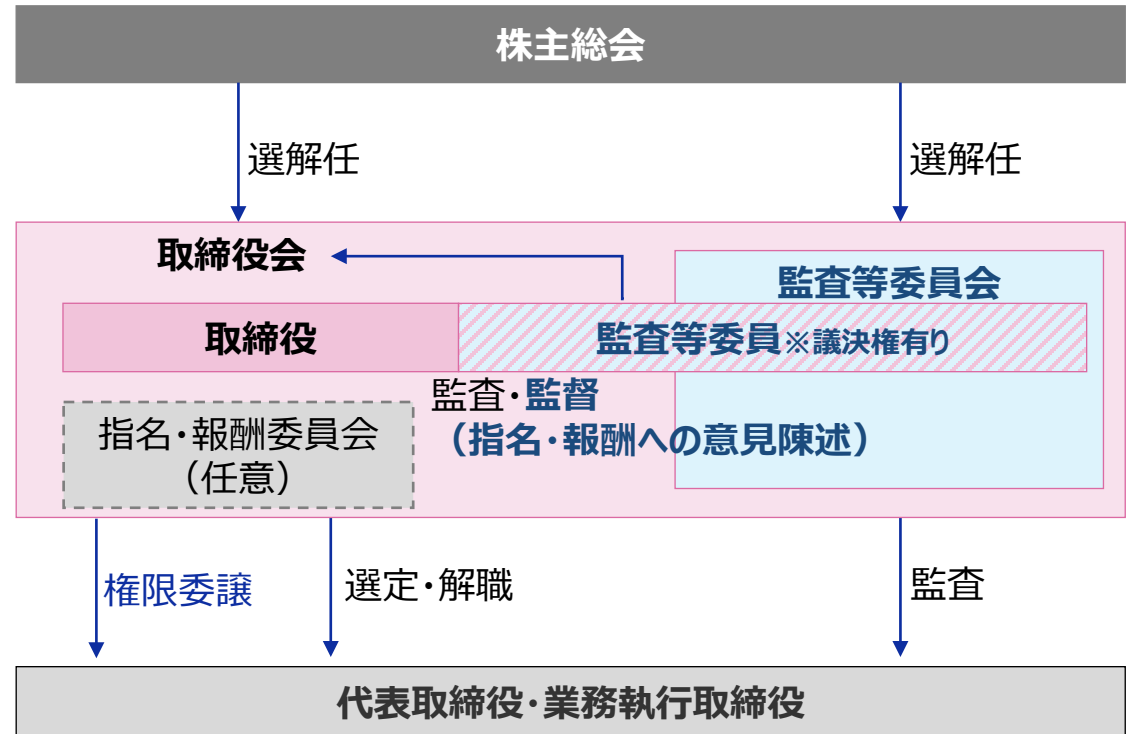 株主総会
選解任
選解任
取締役会
監査等委員会
取締役
監査等委員※議決権有り
監査・監督
（指名・報酬への意見陳述）
指名・報酬委員会
（任意）
権限委譲
選定・解職
監査
代表取締役・業務執行取締役